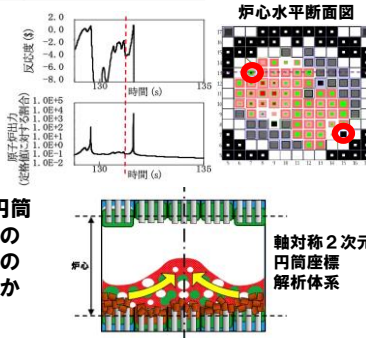 炉心水平断面図
反応度 ($)
2.0
0.0
-2.0
-4.0
-6.0
-8.0
130
135
時間 (s)
原子炉出力
(定格値に対する割合)
1.0E+5
1.0E+4
1.0E+3
1.0E+2
1.0E+1
1.0E+0
1.0E-1
1.0E-2
130
135
時間 (s)
円筒
の
の
か
炉心
軸対称２次元
円筒座標
解析体系